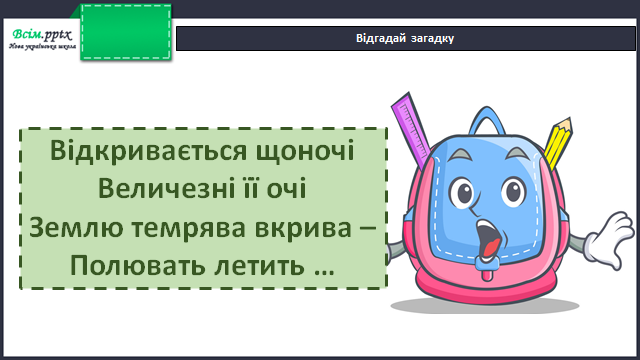 Всім.pptx
Нова українська школа
Відгадай загадку
Відкривається щоночі
Величезні її очі
Землю темрява вкрива –
Полювать летить ...